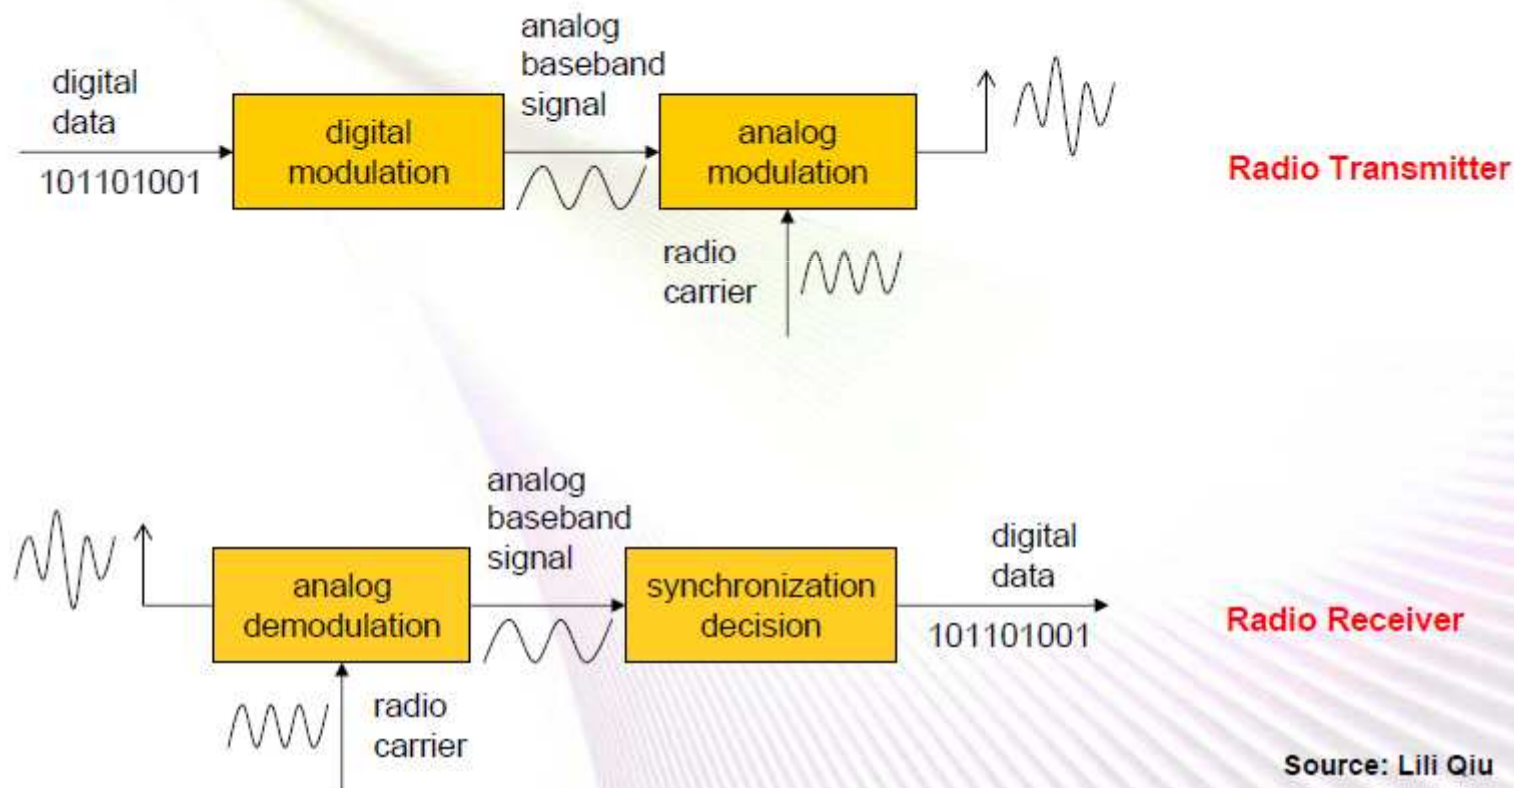 digital
data
101101001
digital
modulation
analog
baseband
signal
analog
modulation
radio
carrier
Radio Transmitter
analog
demodulation
radio
carrier
analog
baseband
signal
synchronization
decision
digital
data
101101001
Radio Receiver
Source: Lili Qiu